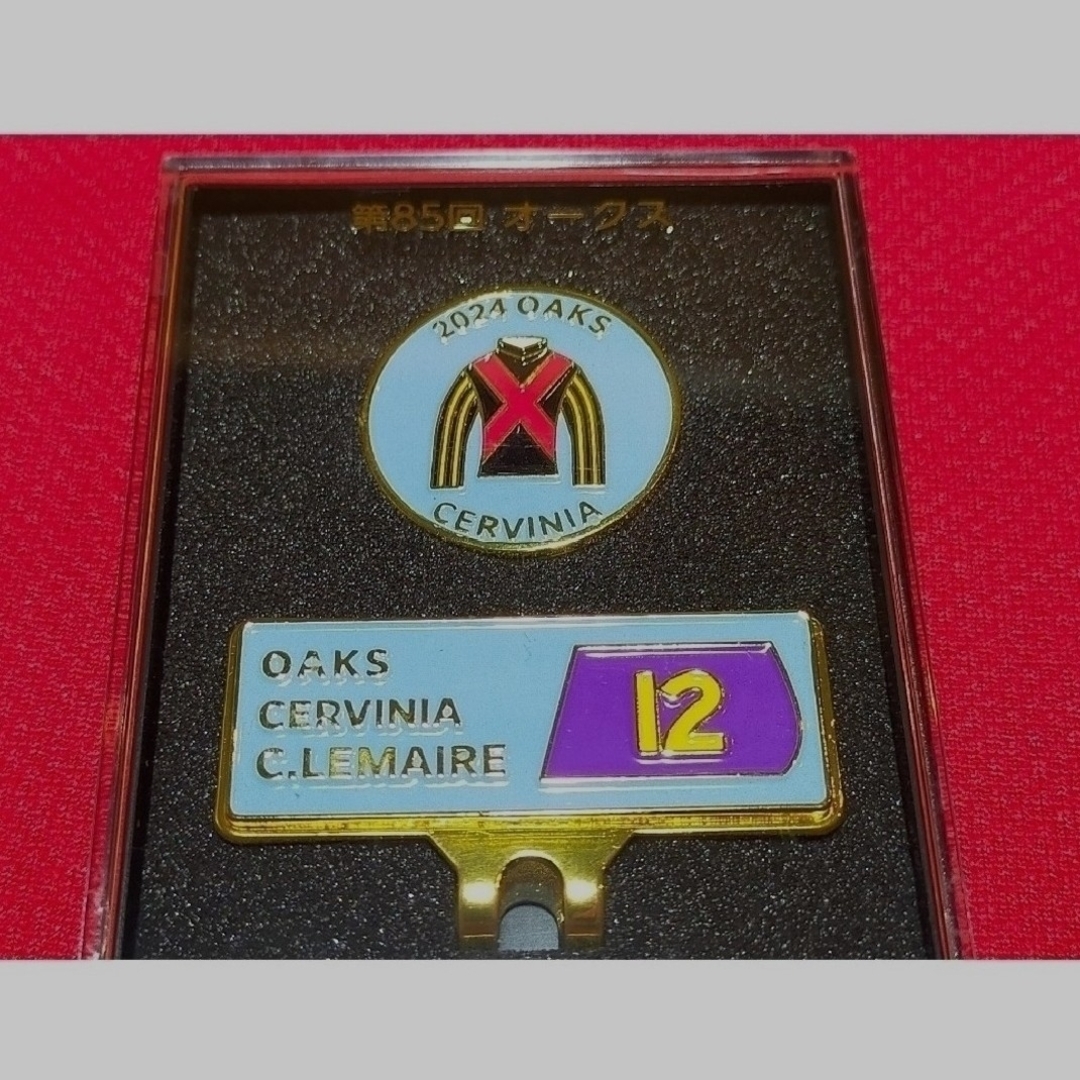 第85回 オークス
2024 OAKS
CERVINIA
OAKS
CERVINIA
C.LEMAIRE
12